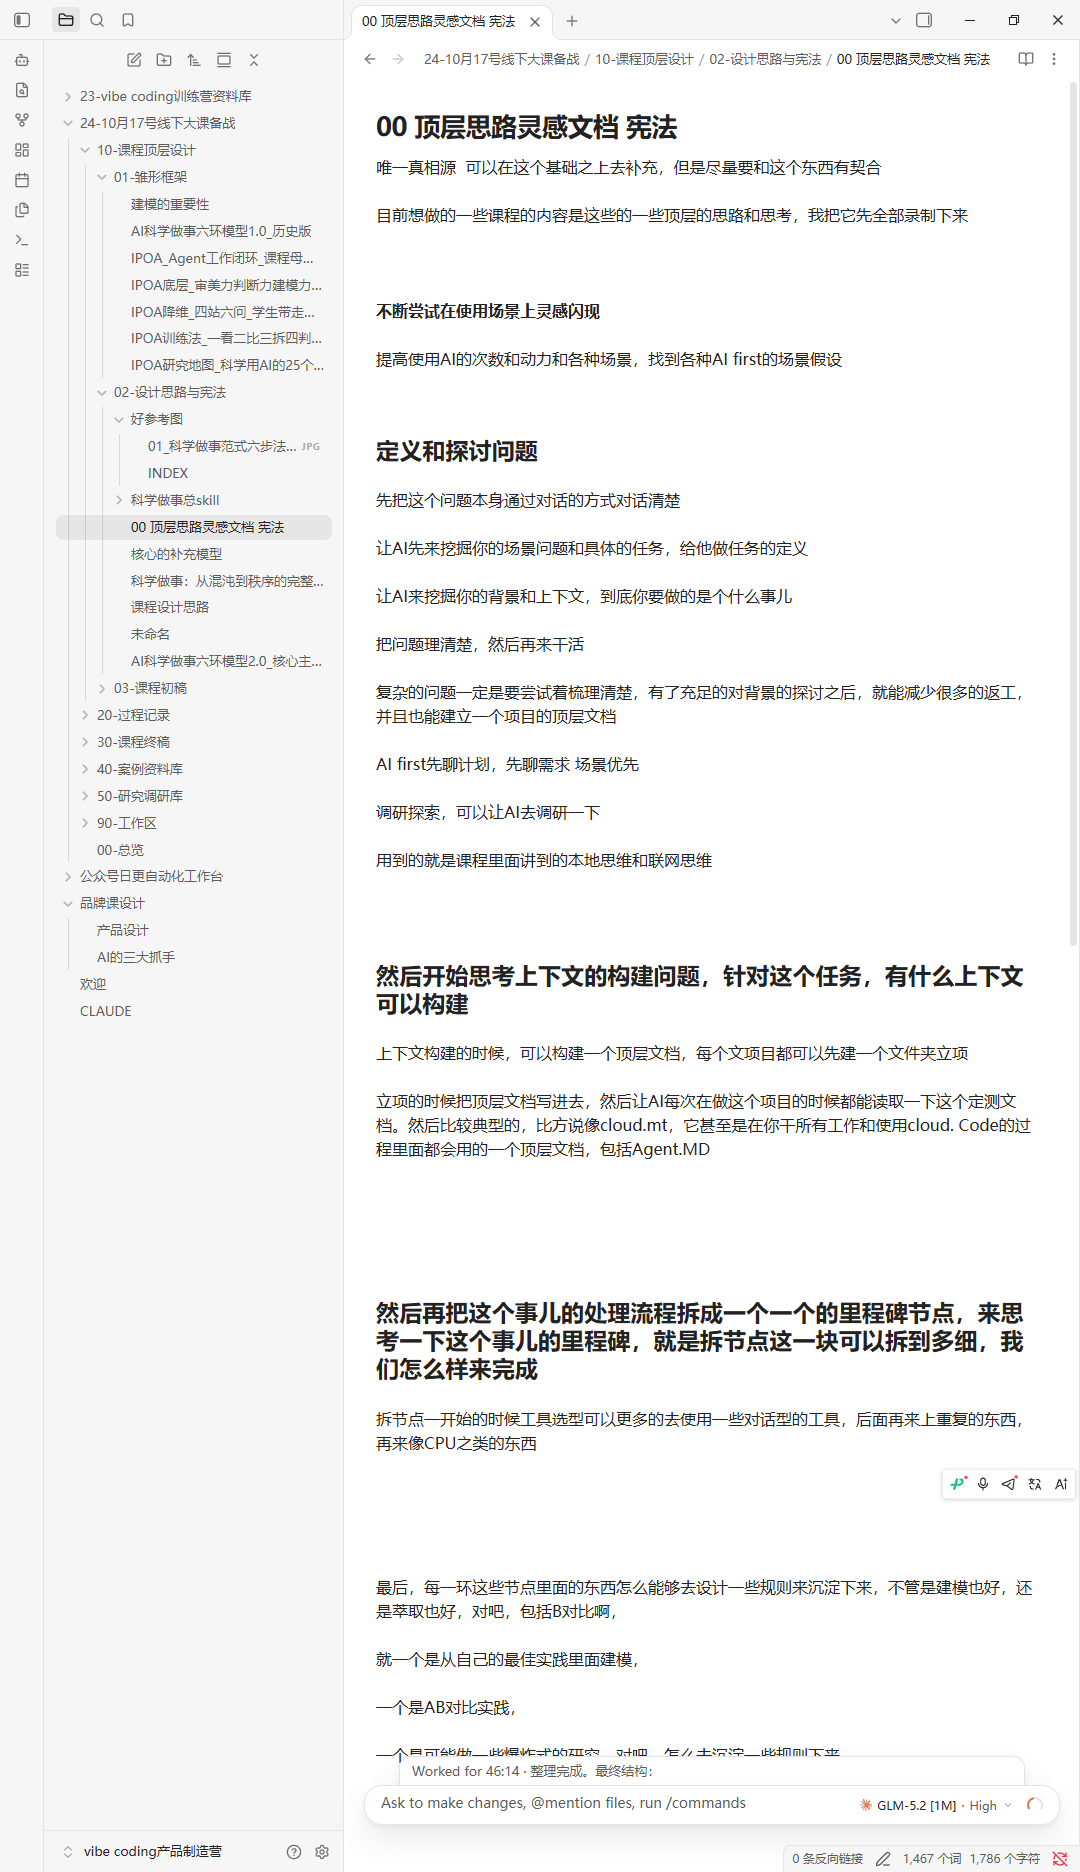 00 顶层思路灵感文档 宪法
24-10月17号线下大课备战 / 10-课程顶层设计 / 02-设计思路与宪法 / 00 顶层思路灵感文档 宪法
23-vibe coding训练营资料库
24-10月17号线下大课备战
10-课程顶层设计
01-雏形框架
建模的重要性
AI科学做事六环模型1.0_历史版
IPOA_Agent工作闭环_课程母...
IPOA底层_审美力判断力建模力...
IPOA降维_四站六问_学生带走...
IPOA训练法_一看二比三拆四判...
IPOA研究地图_科学用AI的25个...
02-设计思路与宪法
好参考图
01_科学做事范式六步法... JPG
INDEX
科学做事总skill
00 顶层思路灵感文档 宪法
核心的补充模型
科学做事：从混沌到秩序的完整...
课程设计思路
未命名
AI科学做事六环模型2.0_核心主...
03-课程初稿
20-过程记录
30-课程终稿
40-案例资料库
50-研究调研库
90-工作区
00-总览
公众号日更自动化工作台
品牌课设计
产品设计
AI的三大抓手
欢迎
CLAUDE
vibe coding产品制造营
00 顶层思路灵感文档 宪法
唯一真相源  可以在这个基础之上去补充，但是尽量要和这个东西有契合
目前想做的一些课程的内容是这些的一些顶层的思路和思考，我把它先全部录制下来
不断尝试在使用场景上灵感闪现
提高使用AI的次数和动力和各种场景，找到各种AI first的场景假设
定义和探讨问题
先把这个问题本身通过对话的方式对话清楚
让AI先来挖掘你的场景问题和具体的任务，给他做任务的定义
让AI来挖掘你的背景和上下文，到底你要做的是个什么事儿
把问题理清楚，然后再来干活
复杂的问题一定是要尝试着梳理清楚，有了充足的对背景的探讨之后，就能减少很多的返工，
并且也能建立一个项目的顶层文档
AI first先聊计划，先聊需求 场景优先
调研探索，可以让AI去调研一下
用到的就是课程里面讲到的本地思维和联网思维
然后开始思考上下文的构建问题，针对这个任务，有什么上下文
可以构建
上下文构建的时候，可以构建一个顶层文档，每个文项目都可以先建一个文件夹立项
立项的时候把顶层文档写进去，然后让AI每次在做这个项目的时候都能读取一下这个定测文
档。然后比较典型的，比方说像cloud.mt，它甚至是在你干所有工作和使用cloud. Code的过
程里面都会用的一个顶层文档，包括Agent.MD
然后再把这个事儿的处理流程拆成一个一个的里程碑节点，来思
考一下这个事儿的里程碑，就是拆节点这一块可以拆到多细，我
们怎么样来完成
拆节点一开始的时候工具选型可以更多的去使用一些对话型的工具，后面再来上重复的东西，
再来像CPU之类的东西
最后，每一环这些节点里面的东西怎么能够去设计一些规则来沉淀下来，不管是建模也好，还
是萃取也好，对吧，包括B对比啊，
就一个是从自己的最佳实践里面建模，
一个是AB对比实践，
一个是可能做一些爆炸式的研究，对吧，怎么去沉淀一些规则下来
Worked for 46:14 · 整理完成。最终结构：
Ask to make changes, @mention files, run /commands
GLM-5.2 [1M] · High
0 条反向链接
1,467 个词
1,786 个字符